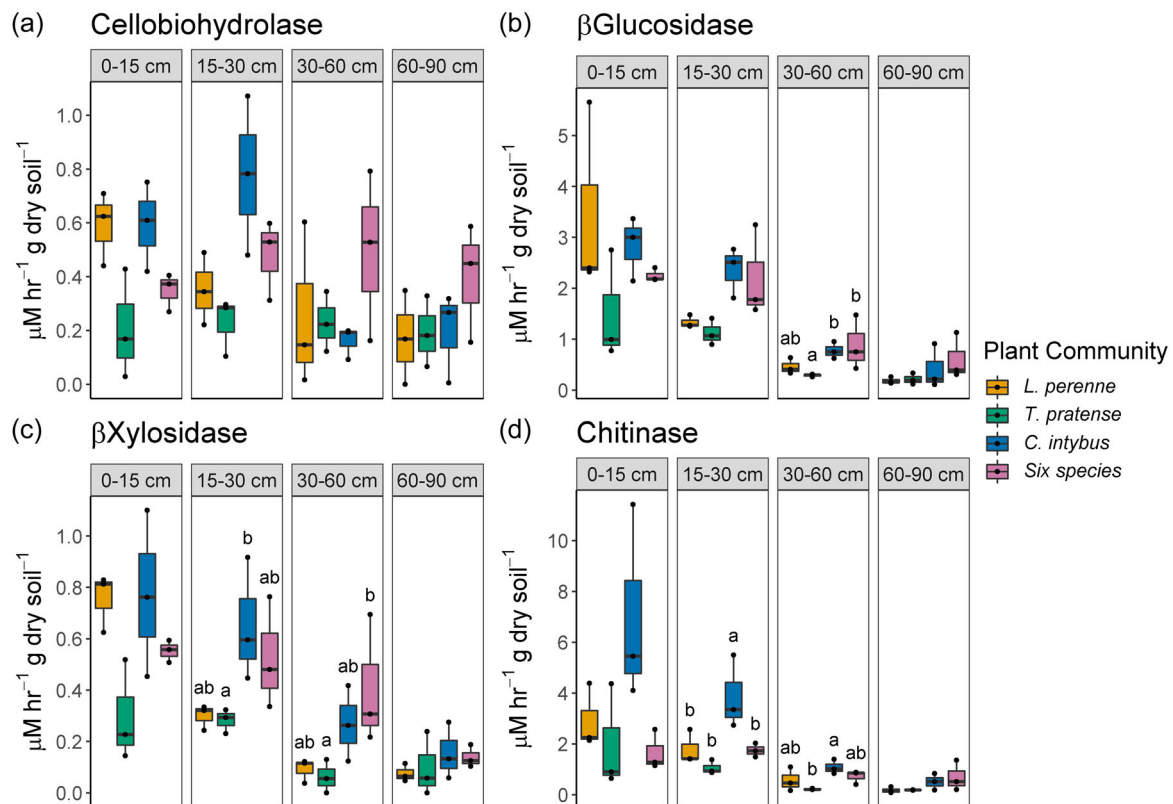 (a) Cellobiohydrolase
0-15 cm 15-30 cm 30-60 cm 60-90 cm
μM hr⁻¹ g dry soil⁻¹
1.0
0.8
0.6
0.4
0.2
0.0
(b) βGlucosidase
0-15 cm 15-30 cm 30-60 cm 60-90 cm
μM hr⁻¹ g dry soil⁻¹
5
4
3
2
1
0
ab a b b
Plant Community
L. perenne
T. pratense
C. intybus
Six species
(c) βXylosidase
0-15 cm 15-30 cm 30-60 cm 60-90 cm
μM hr⁻¹ g dry soil⁻¹
1.0
0.8
0.6
0.4
0.2
0.0
ab a b ab
ab a ab b
(d) Chitinase
0-15 cm 15-30 cm 30-60 cm 60-90 cm
μM hr⁻¹ g dry soil⁻¹
10
8
6
4
2
0
b b a b
ab b a ab